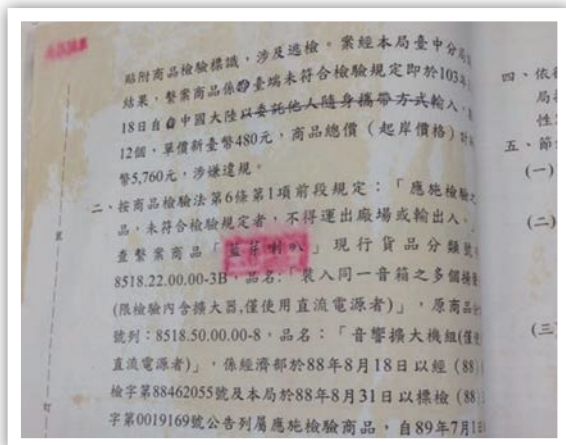 貼附商品檢驗標識，涉及逃檢。案經本局臺中分局
結果，繫案商品係臺端未符合檢驗規定即於103年
18日自中國大陸以委託他人隨身攜帶方式輸入，
12個，單價新臺幣480元，商品總價（起岸價格）計
幣5,760元，涉嫌違規。
二、按商品檢驗法第6條第1項前段規定：「應施檢驗之
品，未符合檢驗規定者，不得運出廠場或輸出入。」
查繫案商品「藍芽喇叭」現行貨品分類號
8518.22.00.00-3B，品名：「裝入同一音箱之多個揚聲
(限檢驗內含擴大器,僅使用直流電源者)」，原商品分
號列：8518.50.00.00-8，品名：「音響擴大機組(僅使
直流電源者)」，係經濟部於88年8月18日以經（88）
檢字第88462055號及本局於88年8月31日以標檢（88）
字第0019169號公告列屬應施檢驗商品，自89年7月1日
訂
四、依
局
性
五、節
(一)
(二)
(三)